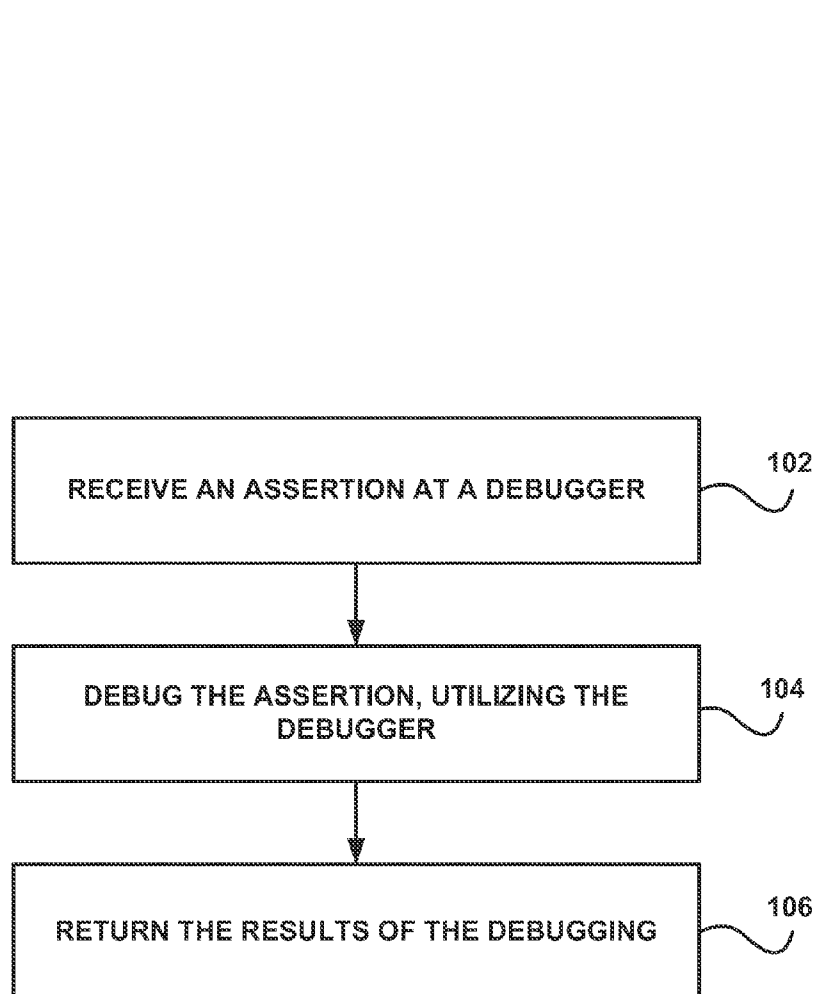 102
RECEIVE AN ASSERTION AT A DEBUGGER
104
DEBUG THE ASSERTION, UTILIZING THE
DEBUGGER
106
RETURN THE RESULTS OF THE DEBUGGING